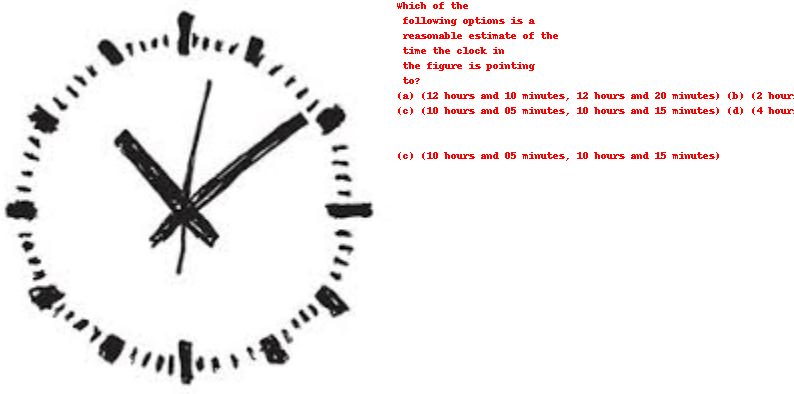 Which of the
following options is a
reasonable estimate of the
time the clock in
the figure is pointing
to?
(a) (12 hours and 10 minutes, 12 hours and 20 minutes) (b) (2 hour
(c) (10 hours and 05 minutes, 10 hours and 15 minutes) (d) (4 hour
(c) (10 hours and 05 minutes, 10 hours and 15 minutes)